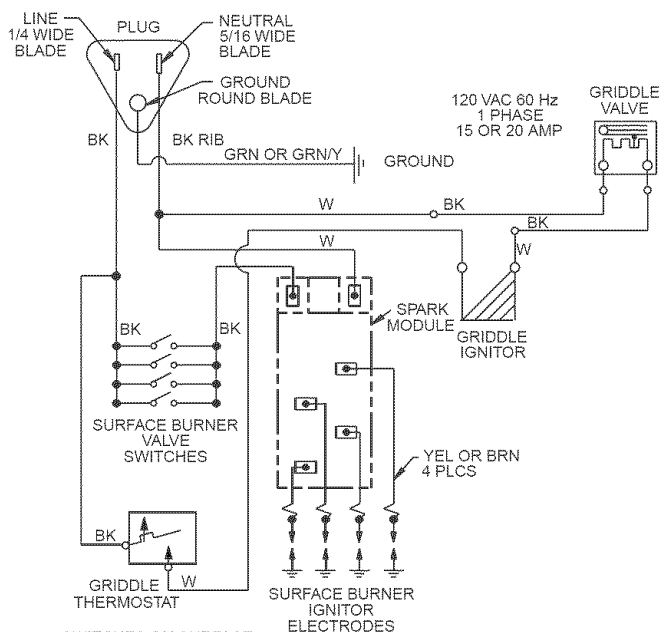 LINE
1/4 WIDE
BLADE
PLUG
NEUTRAL
5/16 WIDE
BLADE
GROUND
ROUND BLADE
BK
BK RIB
GRN OR GRN/Y
GROUND
120 VAC 60 Hz
1 PHASE
15 OR 20 AMP
GRIDDLE
VALVE
W
BK
BK
W
W
SPARK
MODULE
GRIDDLE
IGNITOR
BK
BK
SURFACE BURNER
VALVE
SWITCHES
YEL OR BRN
4 PLCS
BK
W
GRIDDLE
THERMOSTAT
SURFACE BURNER
IGNITOR
ELECTRODES